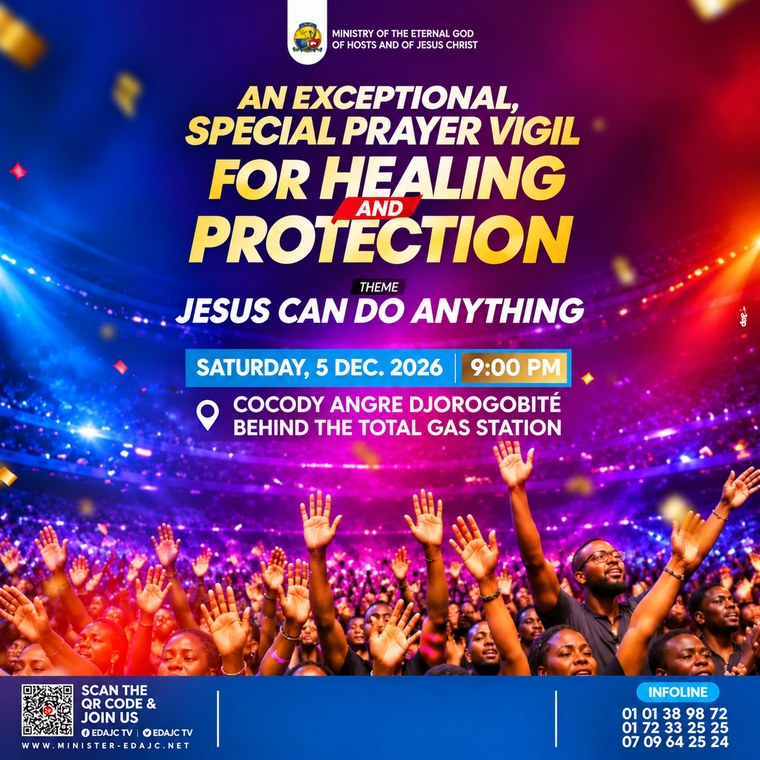 MINISTRY OF THE ETERNAL GOD
OF HOSTS AND OF JESUS CHRIST
AN EXCEPTIONAL,
SPECIAL PRAYER VIGIL
FOR HEALING
AND
PROTECTION
THEME
JESUS CAN DO ANYTHING
SATURDAY, 5 DEC. 2026 9:00 PM
COCODY ANGRE DJOROGOBITÉ
BEHIND THE TOTAL GAS STATION
SCAN THE
QR CODE &
JOIN US
EDAJC TV EDAJC TV
WWW.MINISTER-EDAJC.NET
INFOLINE
01 01 38 98 72
01 72 33 25 25
07 09 64 25 24